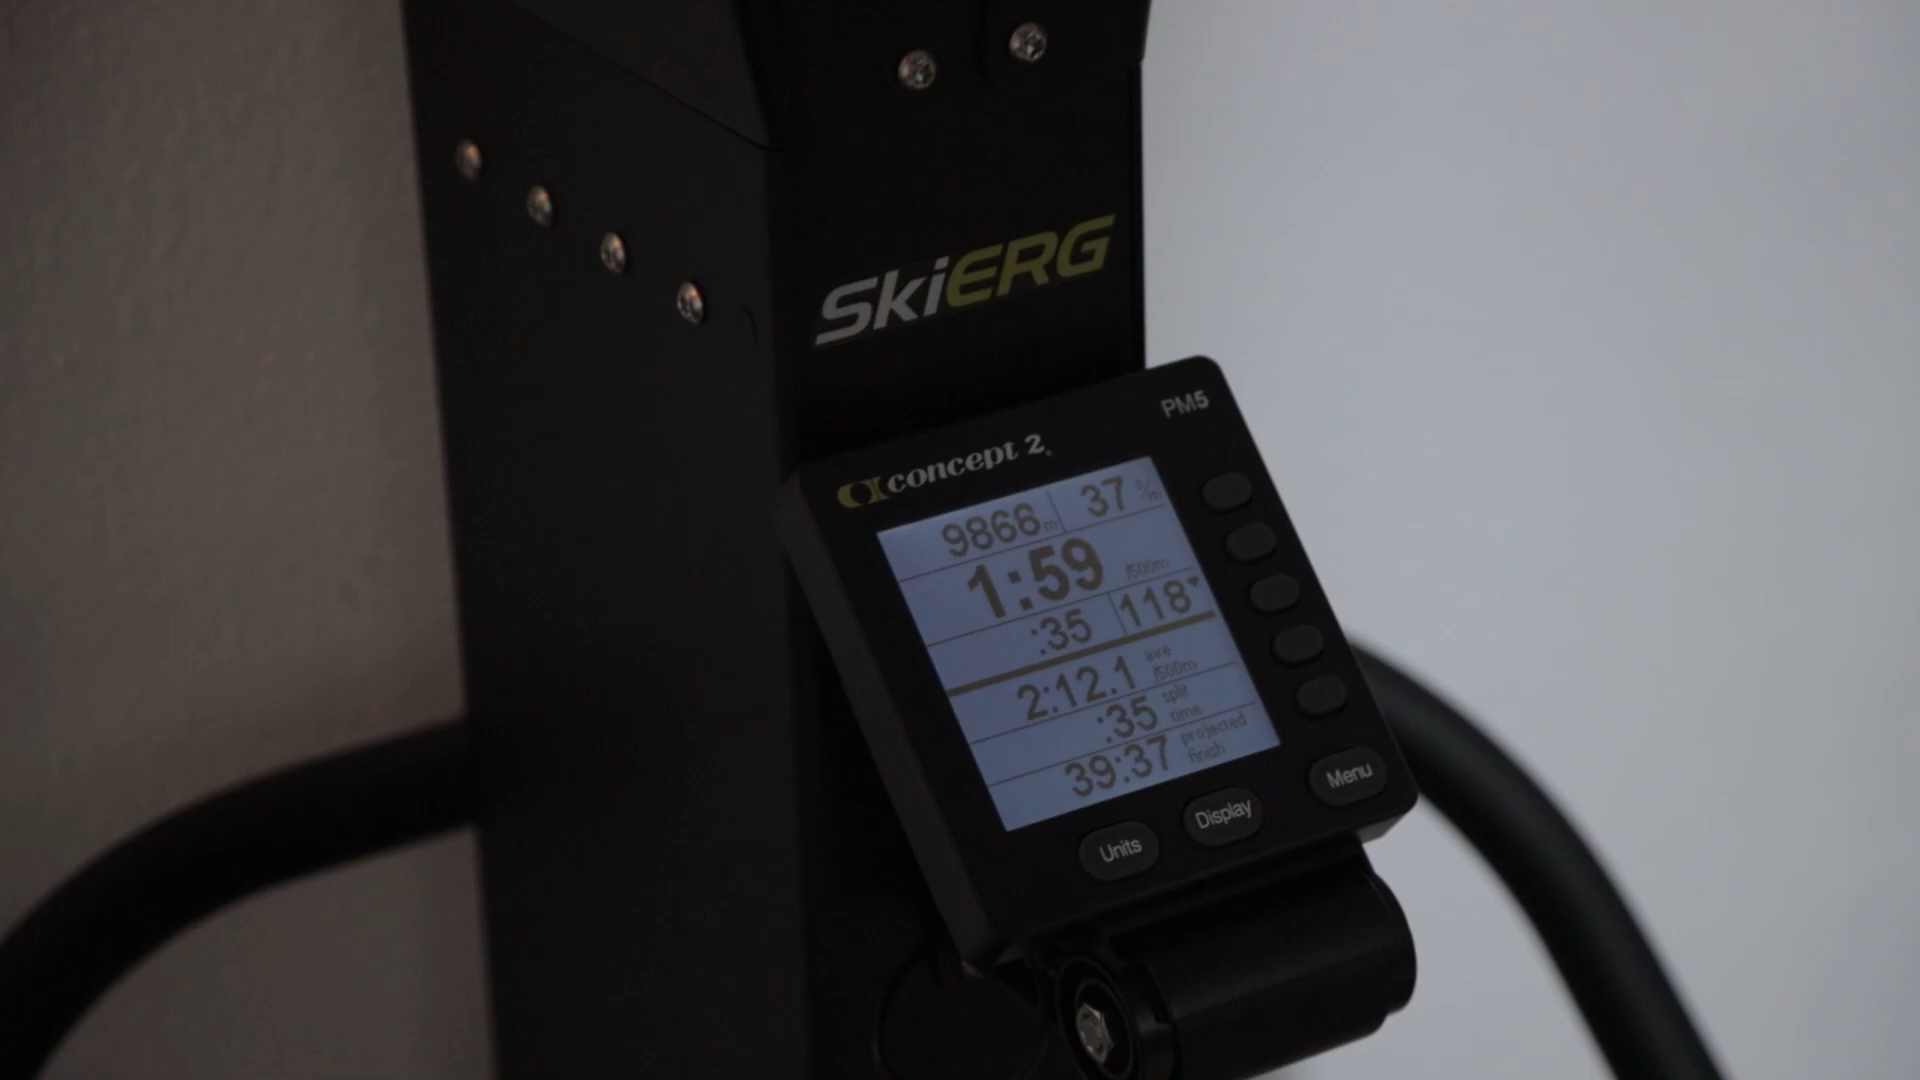 SkiERG
PM5
concept 2.
9868m 37 s/m
1:59 /500m
:35 118♥
2:12.1 ave /500m
:35 split time
39:37 projected finish
Units Display Menu